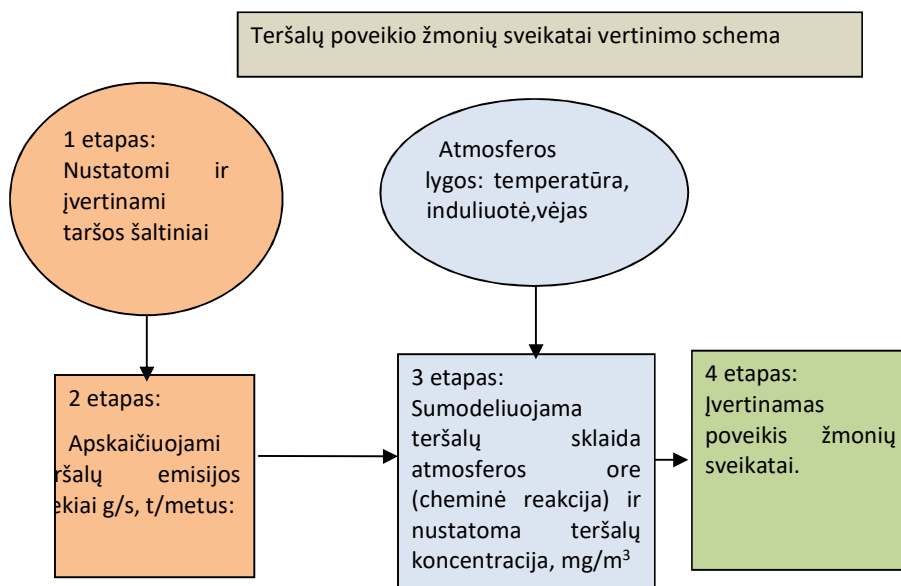 Teršalų poveikio žmonių sveikatai vertinimo schema
1 etapas:
Nustatomi ir
įvertinami
taršos šaltiniai
Atmosferos
lygos: temperatūra,
induliuotė,vėjas
2 etapas:
Apskaičiuojami
ršalų emisijos
ekiai g/s, t/metus:
3 etapas:
Sumodeliuojama
teršalų sklaida
atmosferos ore
(cheminė reakcija) ir
nustatoma teršalų
koncentracija, mg/m³
4 etapas:
Įvertinamas
poveikis žmonių
sveikatai.